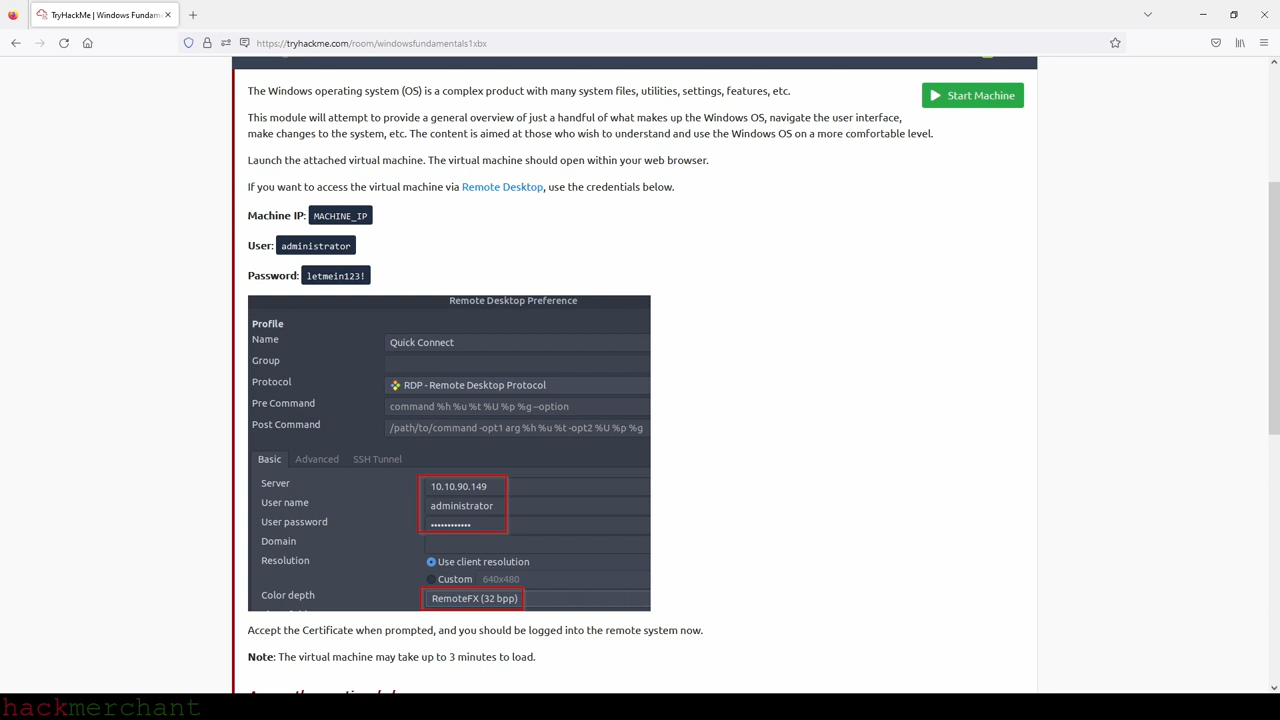 TryHackMe | Windows Fundam
https://tryhackme.com/room/windowsfundamentals1xbx
The Windows operating system (OS) is a complex product with many system files, utilities, settings, features, etc.
Start Machine
This module will attempt to provide a general overview of just a handful of what makes up the Windows OS, navigate the user interface,
make changes to the system, etc. The content is aimed at those who wish to understand and use the Windows OS on a more comfortable level.
Launch the attached virtual machine. The virtual machine should open within your web browser.
If you want to access the virtual machine via Remote Desktop, use the credentials below.
Machine IP: MACHINE_IP
User: administrator
Password: letmein123!
Remote Desktop Preference
Profile
Name Quick Connect
Group
Protocol RDP - Remote Desktop Protocol
Pre Command command %h %u %t %U %p %g --option
Post Command /path/to/command -opt1 arg %h %u %t -opt2 %U %p %g
Basic Advanced SSH Tunnel
Server 10.10.90.149
User name administrator
User password ••••••••••••
Domain
Resolution Use client resolution
Custom 640x480
Color depth RemoteFX (32 bpp)
Accept the Certificate when prompted, and you should be logged into the remote system now.
Note: The virtual machine may take up to 3 minutes to load.
hackmerchant